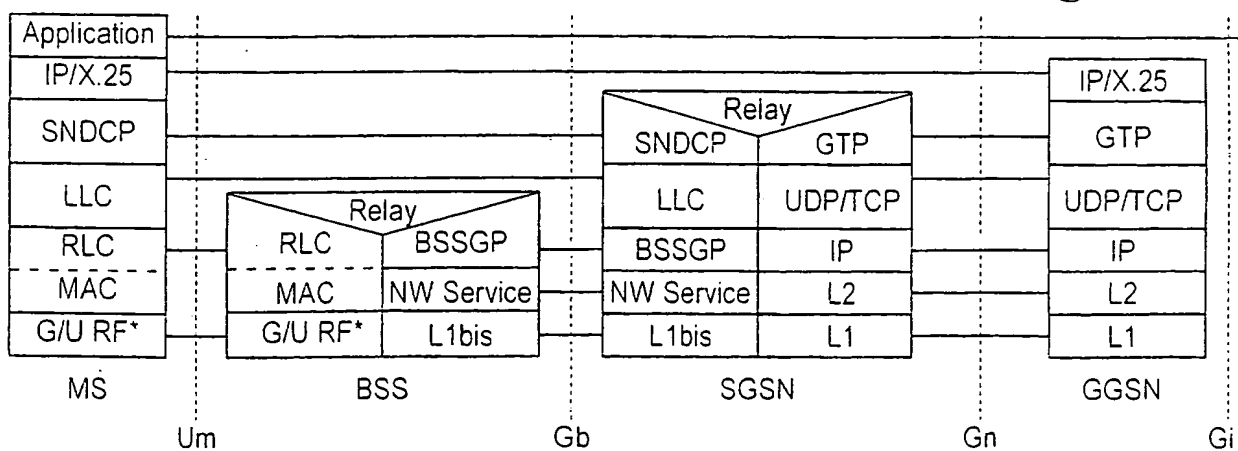 Application
IP/X.25 IP/X.25
Relay
SNDCP SNDCP GTP GTP
LLC LLC UDP/TCP UDP/TCP
Relay
RLC RLC BSSGP BSSGP IP IP
MAC MAC NW Service NW Service L2 L2
G/U RF* G/U RF* L1bis L1bis L1 L1
MS BSS SGSN GGSN
Um Gb Gn Gi